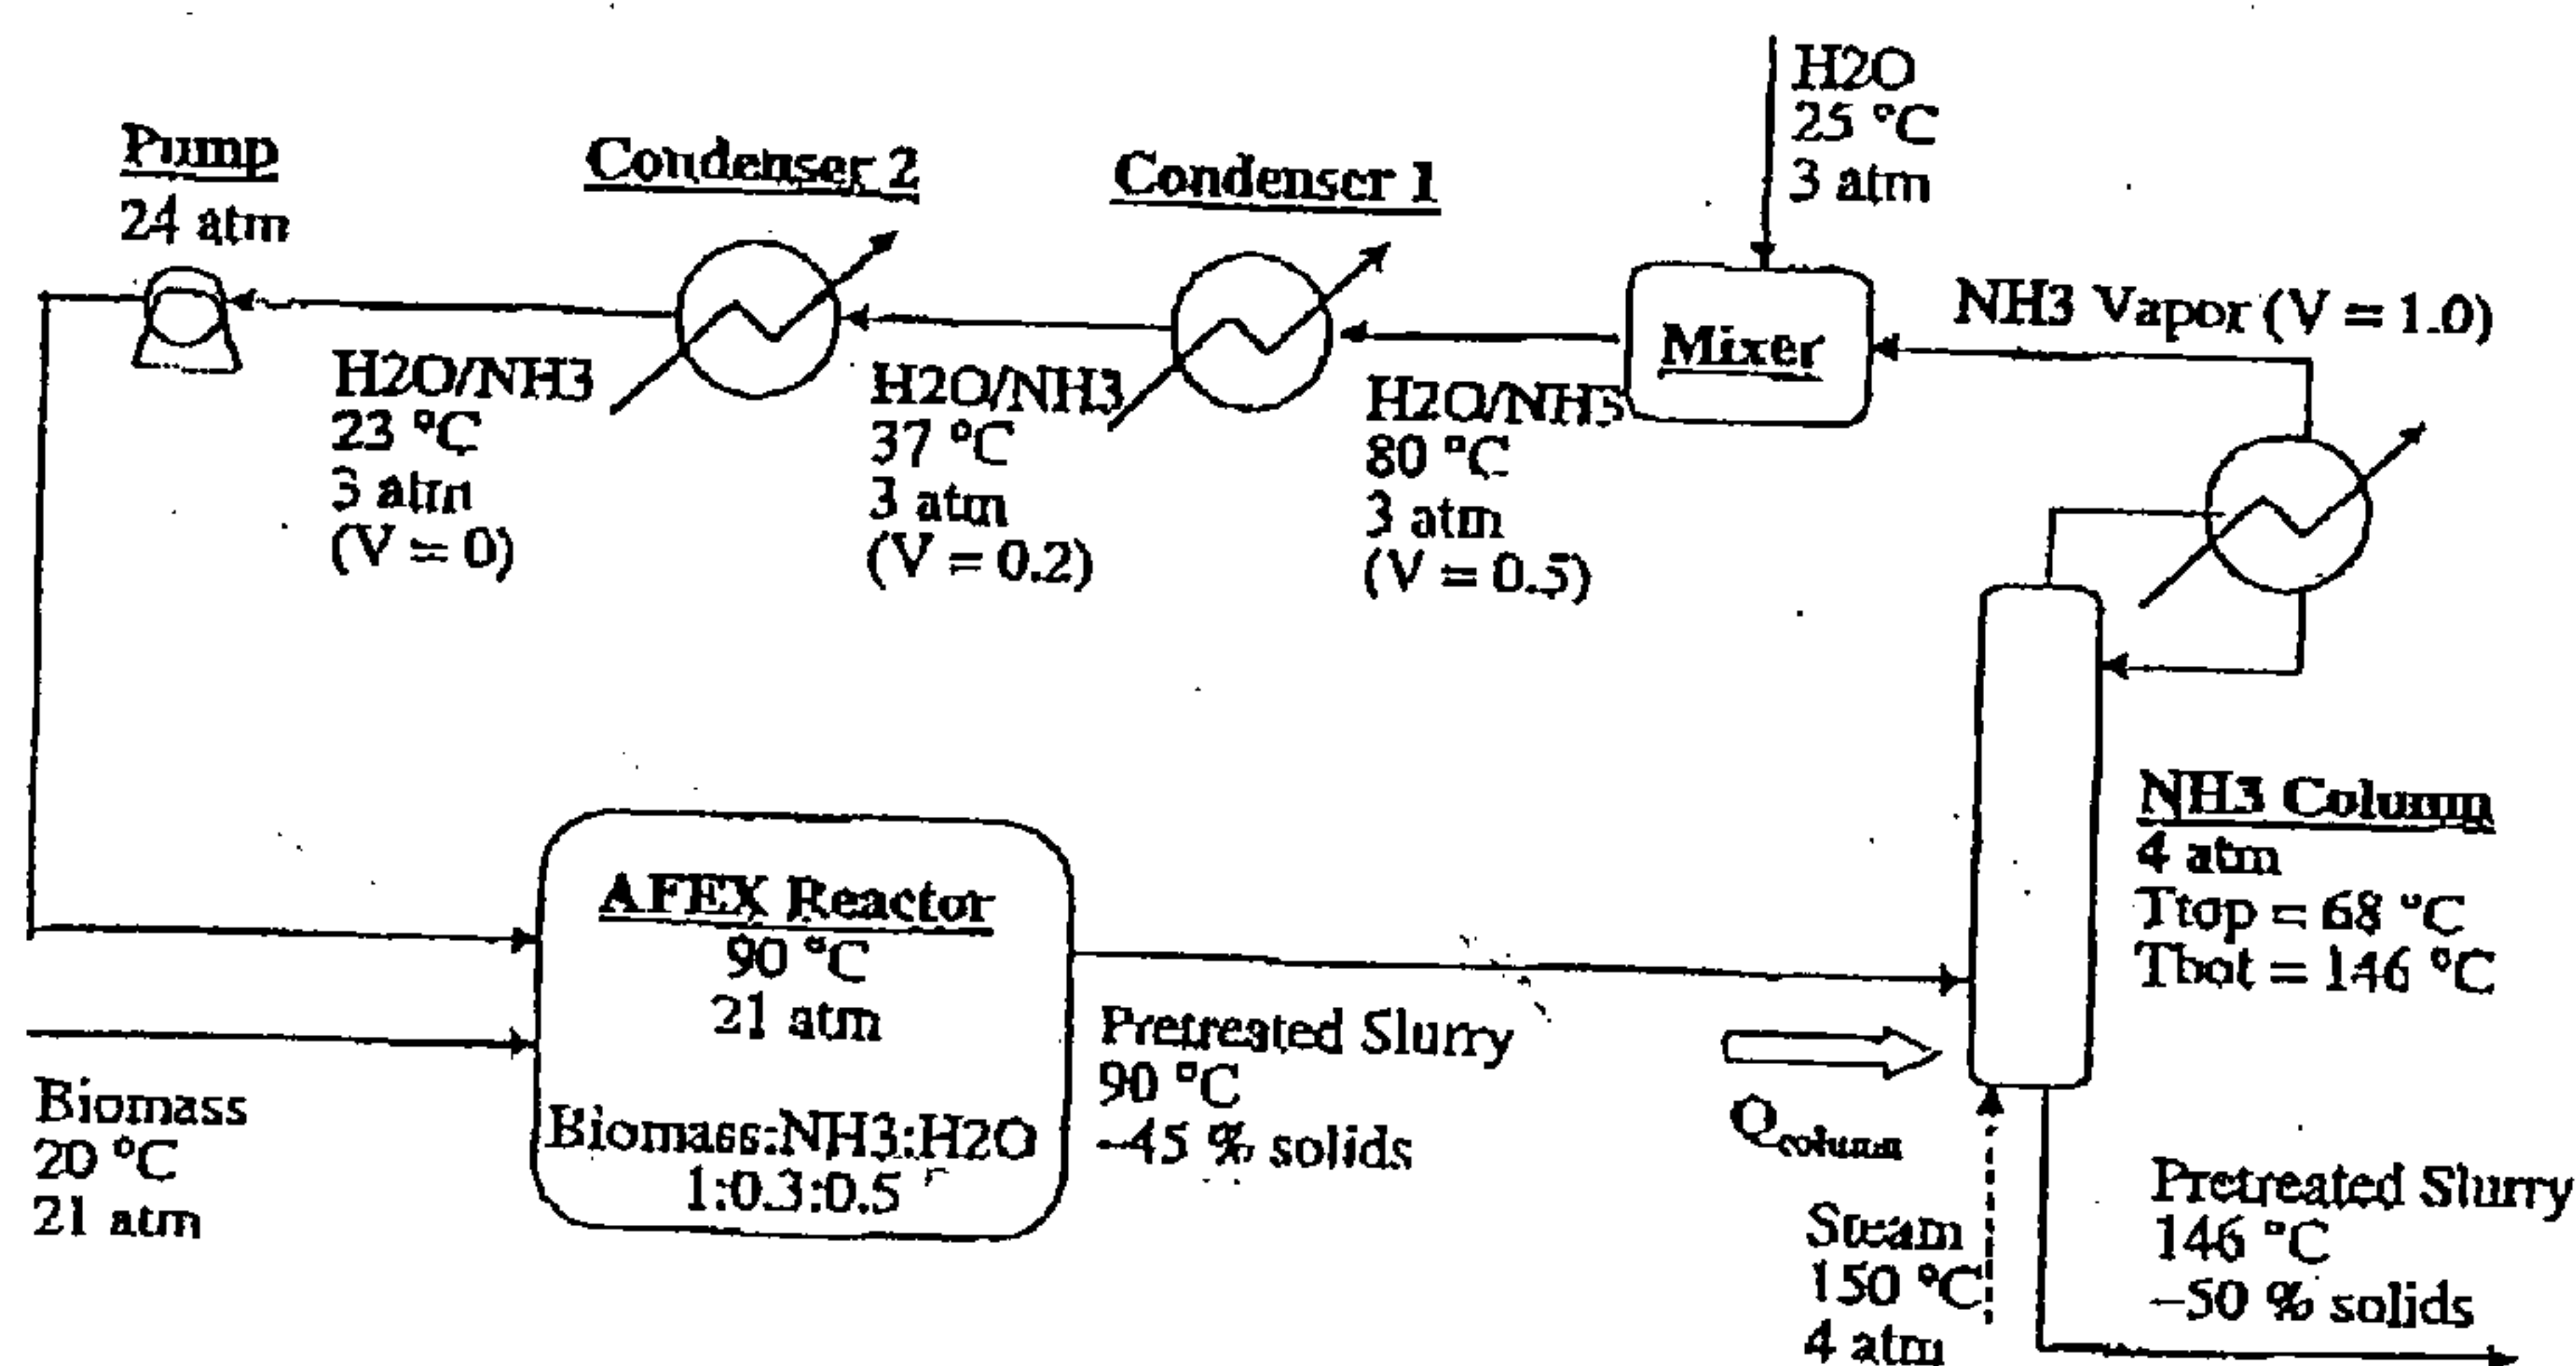 Pump
24 atm
Condenser 2
Condenser 1
H2O
25 °C
3 atm
Mixer
NH3 Vapor (V = 1.0)
H2O/NH3
23 °C
3 atm
(V = 0)
H2O/NH3
37 °C
3 atm
(V = 0.2)
H2O/NH3
80 °C
3 atm
(V = 0.5)
NH3 Column
4 atm
Ttop = 68 °C
Tbot = 146 °C
AFEX Reactor
90 °C
21 atm
Biomass:NH3:H2O
1:0.3:0.5
Biomass
20 °C
21 atm
Pretreated Slurry
90 °C
~45 % solids
Qcolumn
Steam
150 °C
4 atm
Pretreated Slurry
146 °C
~50 % solids